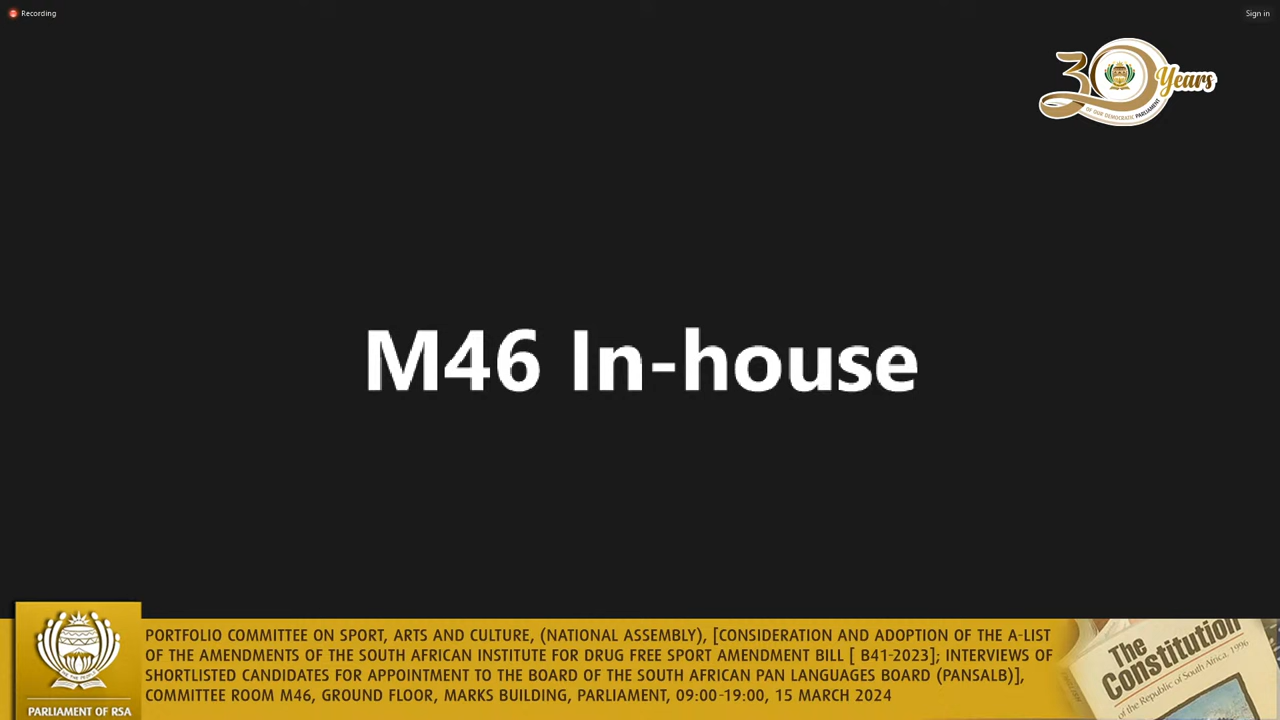 Recording
Sign in
30 Years
OF OUR DEMOCRATIC PARLIAMENT
M46 In-house
PORTFOLIO COMMITTEE ON SPORT, ARTS AND CULTURE, (NATIONAL ASSEMBLY), [CONSIDERATION AND ADOPTION OF THE A-LIST
OF THE AMENDMENTS OF THE SOUTH AFRICAN INSTITUTE FOR DRUG FREE SPORT AMENDMENT BILL [ B41-2023]; INTERVIEWS OF
SHORTLISTED CANDIDATES FOR APPOINTMENT TO THE BOARD OF THE SOUTH AFRICAN PAN LANGUAGES BOARD (PANSALB)],
COMMITTEE ROOM M46, GROUND FLOOR, MARKS BUILDING, PARLIAMENT, 09:00-19:00, 15 MARCH 2024
PARLIAMENT OF RSA
The
Constitution
of the Republic of South Africa, 1996